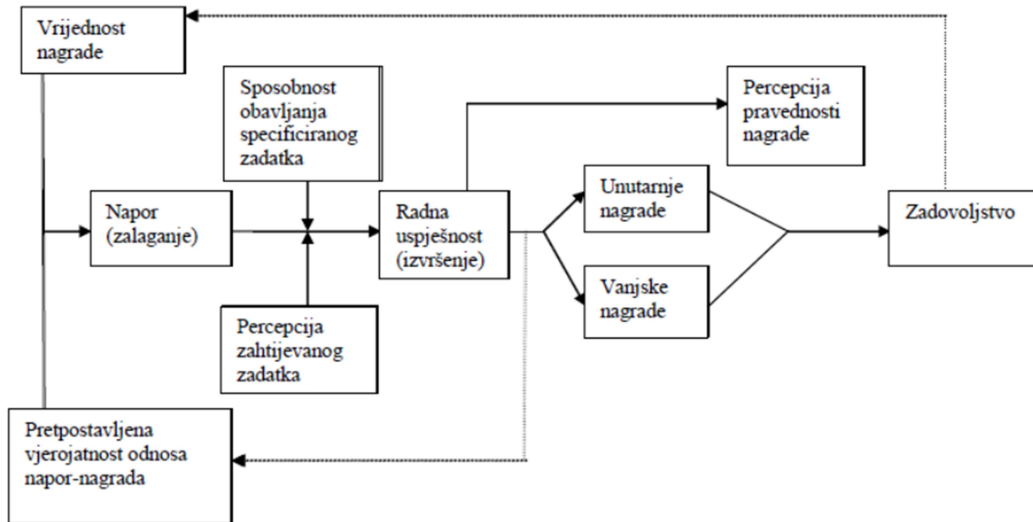 Vrijednost
nagrade
Sposobnost
obavljanja
specificiranog
zadatka
Percepcija
pravednosti
nagrade
Napor
(zalaganje)
Radna
uspješnost
(izvršenje)
Unutarnje
nagrade
Zadovoljstvo
Vanjske
nagrade
Percepcija
zahtijevanog
zadatka
Pretpostavljena
vjerojatnost odnosa
napor-nagrada